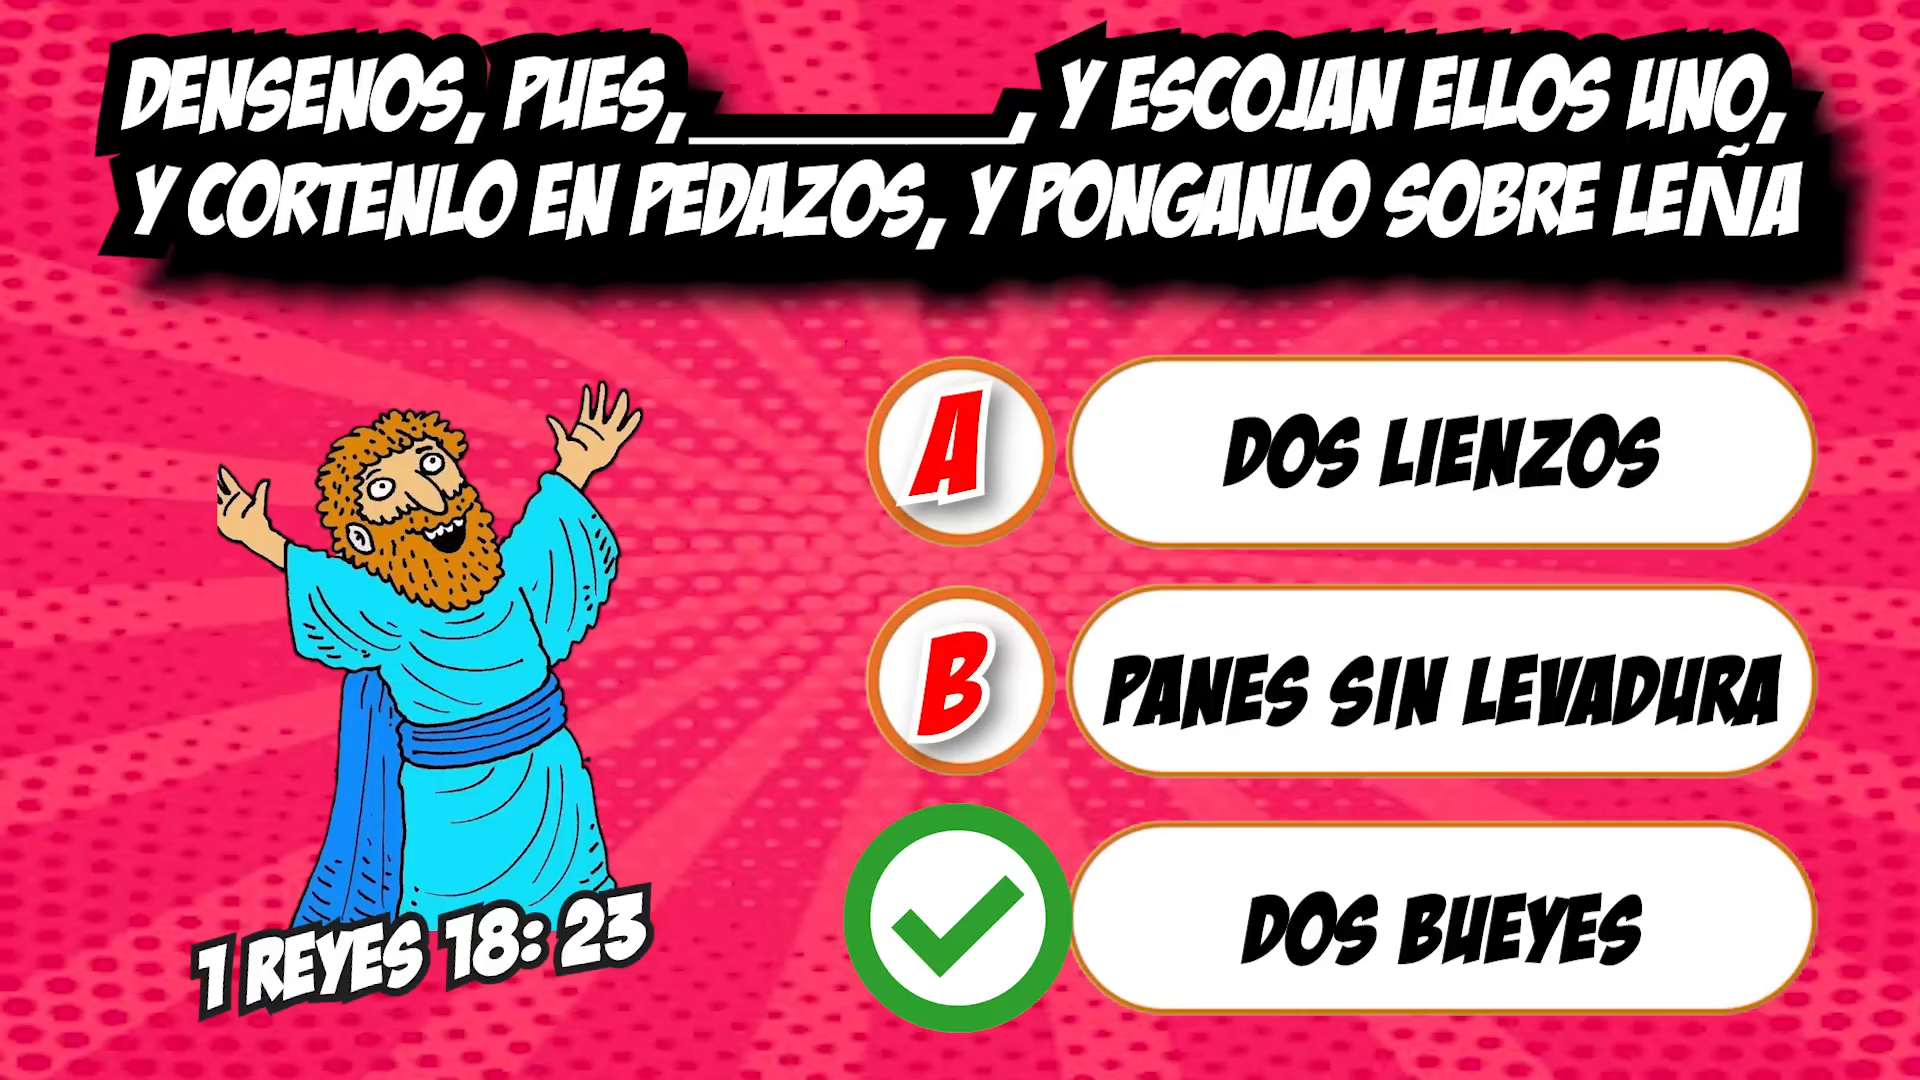 DENSENOS, PUES,__________, Y ESCOJAN ELLOS UNO,
Y CORTENLO EN PEDAZOS, Y PONGANLO SOBRE LEÑA
A
DOS LIENZOS
B
PANES SIN LEVADURA
DOS BUEYES
1 REYES 18: 23